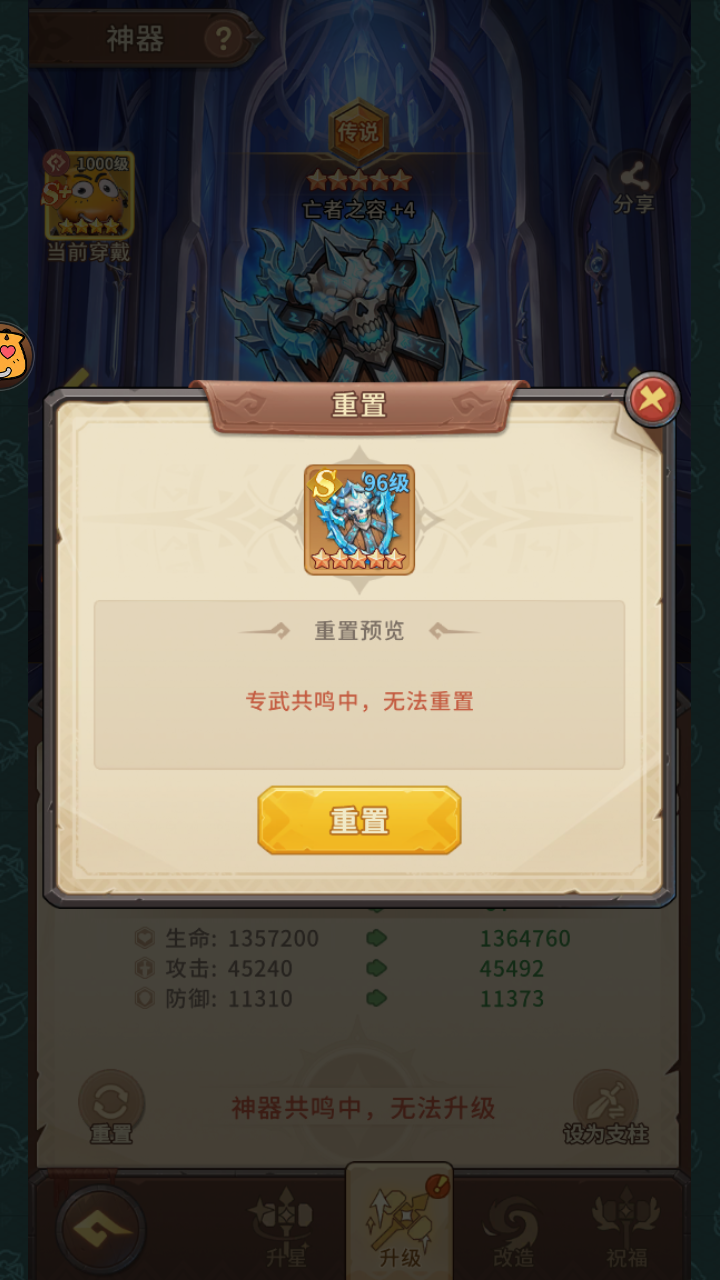 神器
?
传说
1000级
S+
亡者之容 +4
分享
当前穿戴
重置
S
96级
重置预览
专武共鸣中，无法重置
重置
生命: 1357200 1364760
攻击: 45240 45492
防御: 11310 11373
神器共鸣中，无法升级
重置
设为支柱
升星
升级
改造
祝福